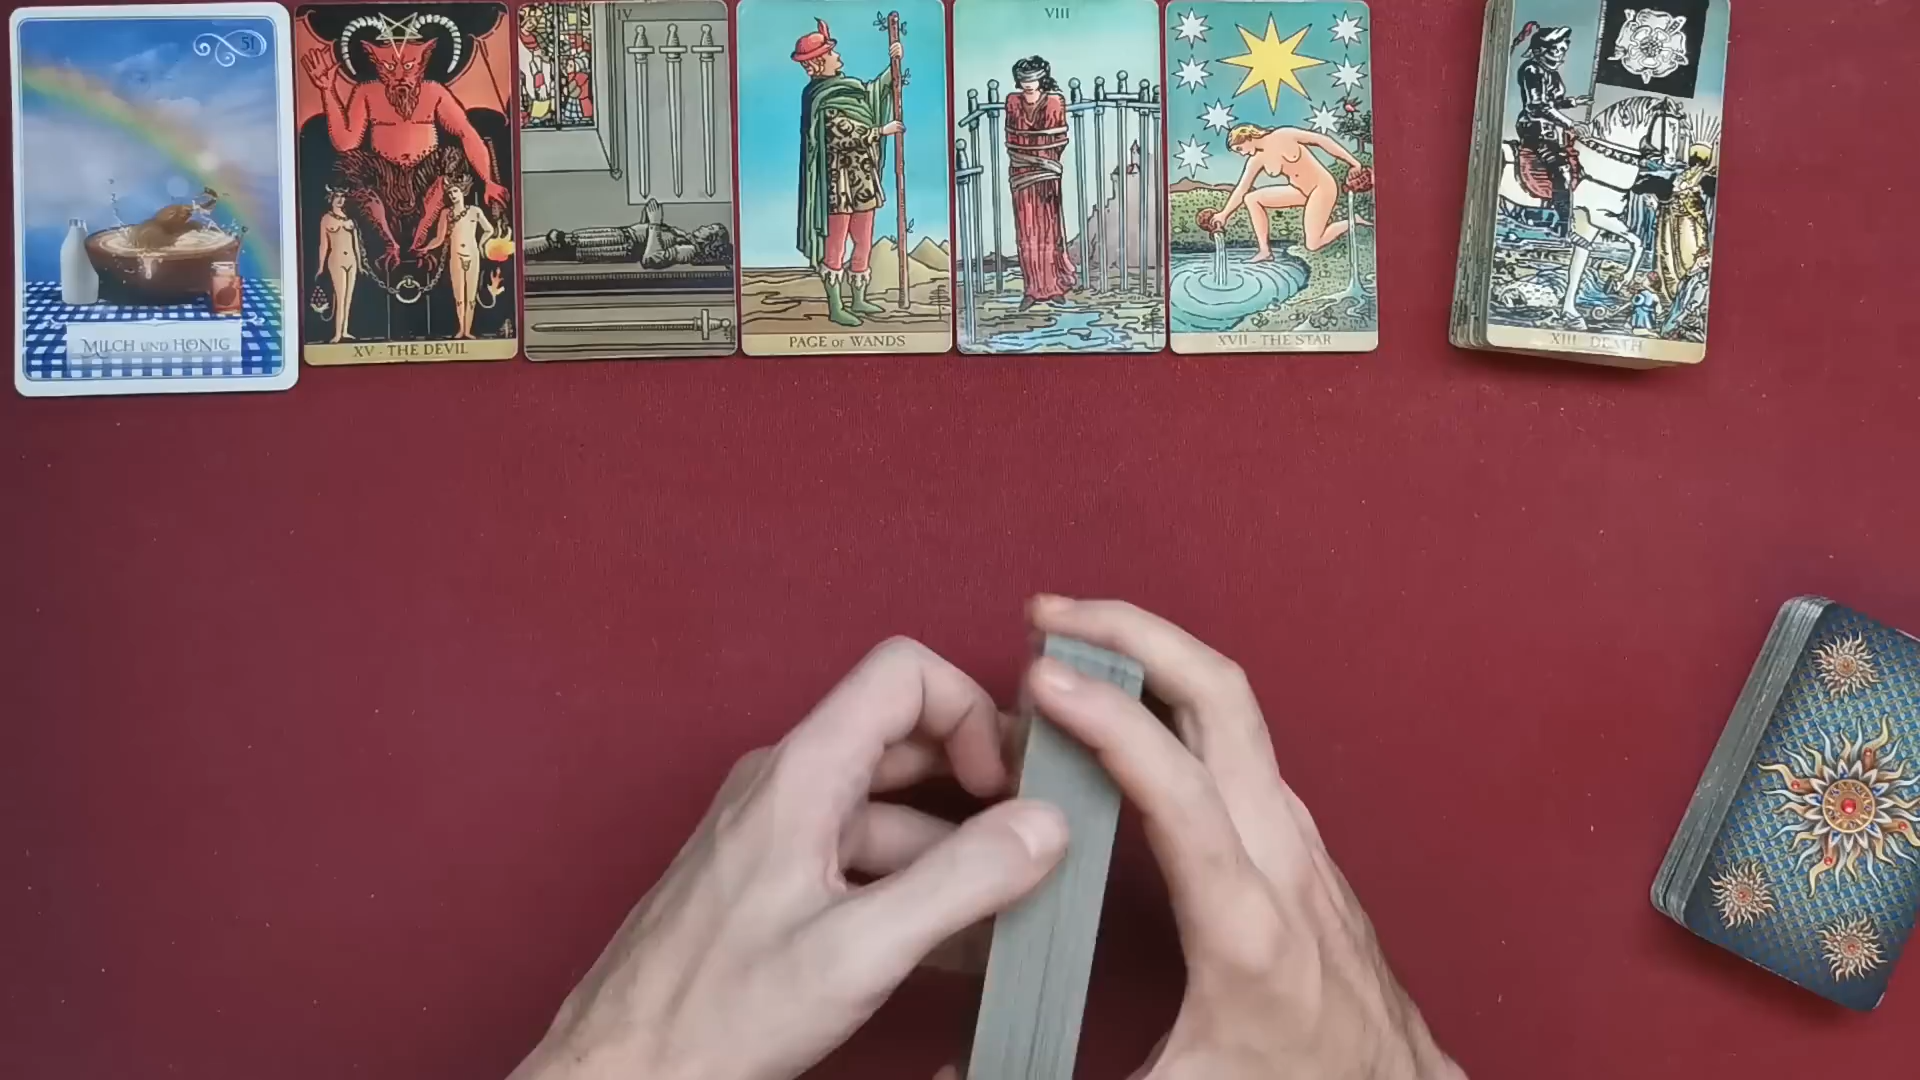 51
MILCH UND HONIG
XV - THE DEVIL
IV
PAGE OF WANDS
VIII
XVII - THE STAR
XIII DEATH